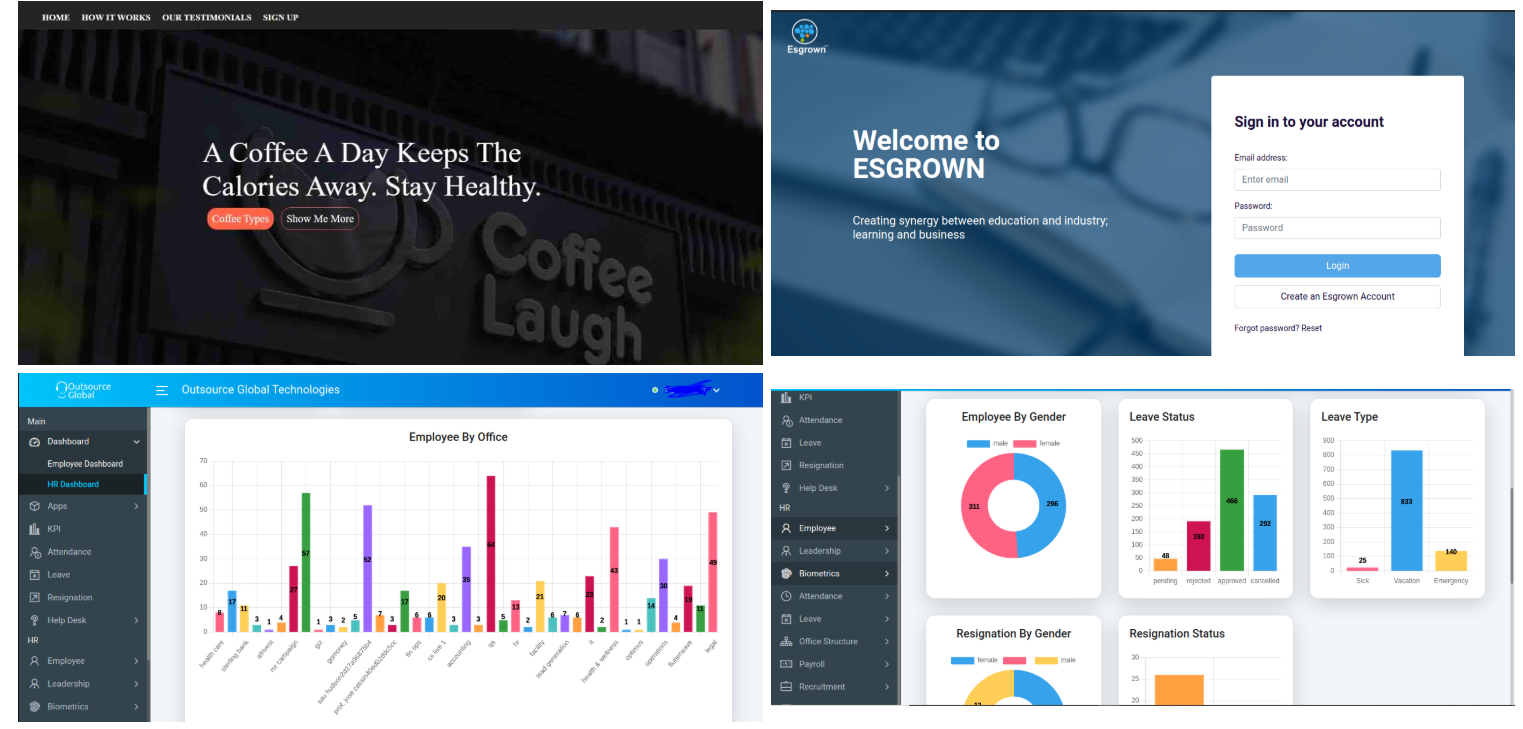 HOME HOW IT WORKS OUR TESTIMONIALS SIGN UP
A Coffee A Day Keeps The
Calories Away. Stay Healthy.
Coffee Types Show Me More
Coffee
Laugh
Esgrown
Welcome to
ESGROWN
Creating synergy between education and industry;
learning and business
Sign in to your account
Email address:
Enter email
Password:
Password
Login
Create an Esgrown Account
Forgot password? Reset
Outsource
Global
Outsource Global Technologies
Main
Dashboard
Employee Dashboard
HR Dashboard
Apps
KPI
Attendance
Leave
Resignation
Help Desk
HR
Employee
Leadership
Biometrics
Employee By Office
70
60
50
40
30
20
10
0
8 17 11 3 1 4 27 57 1 3 2 5 52 7 3 17 6 6 20 3 35 3 64 5 13 2 21 6 7 6 23 2 43 1 1 14 30 4 19 11 49
health care
sterling bank
athivest
mr campaign
giz
gomoney
fin ops
cs live 1
accounting
qa
hr
facility
lead generation
it
health & wellness
optimus
operations
flutterwave
legal
KPI
Attendance
Leave
Resignation
Help Desk
HR
Employee
Leadership
Biometrics
Attendance
Leave
Office Structure
Payroll
Recruitment
Employee By Gender
male female
311 296
Leave Status
500
450
400
350
300
250
200
150
100
50
0
48 192 466 292
pending rejected approved cancelled
Leave Type
900
800
700
600
500
400
300
200
100
0
25 833 140
Sick Vacation Emergency
Resignation By Gender
female male
Resignation Status
30
25
20